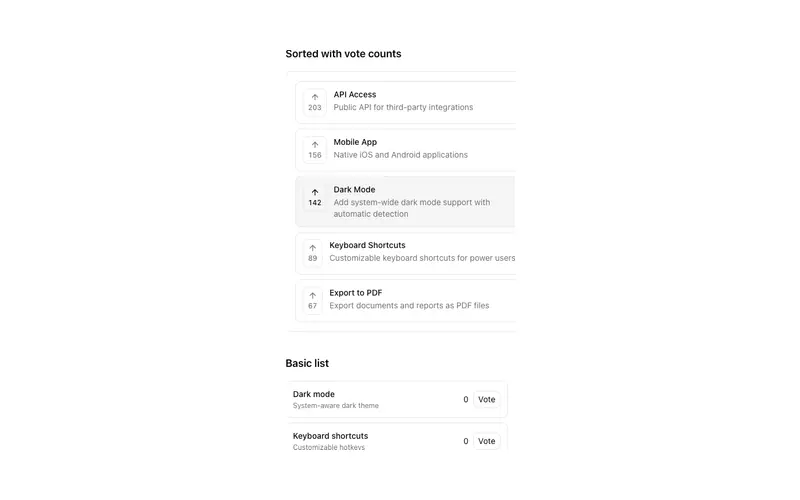 Sorted with vote counts
API Access
203
Public API for third-party integrations
Mobile App
156
Native iOS and Android applications
Dark Mode
142
Add system-wide dark mode support with
automatic detection
Keyboard Shortcuts
89
Customizable keyboard shortcuts for power users
Export to PDF
67
Export documents and reports as PDF files
Basic list
Dark mode
0 Vote
System-aware dark theme
Keyboard shortcuts
0 Vote
Customizable hotkeys